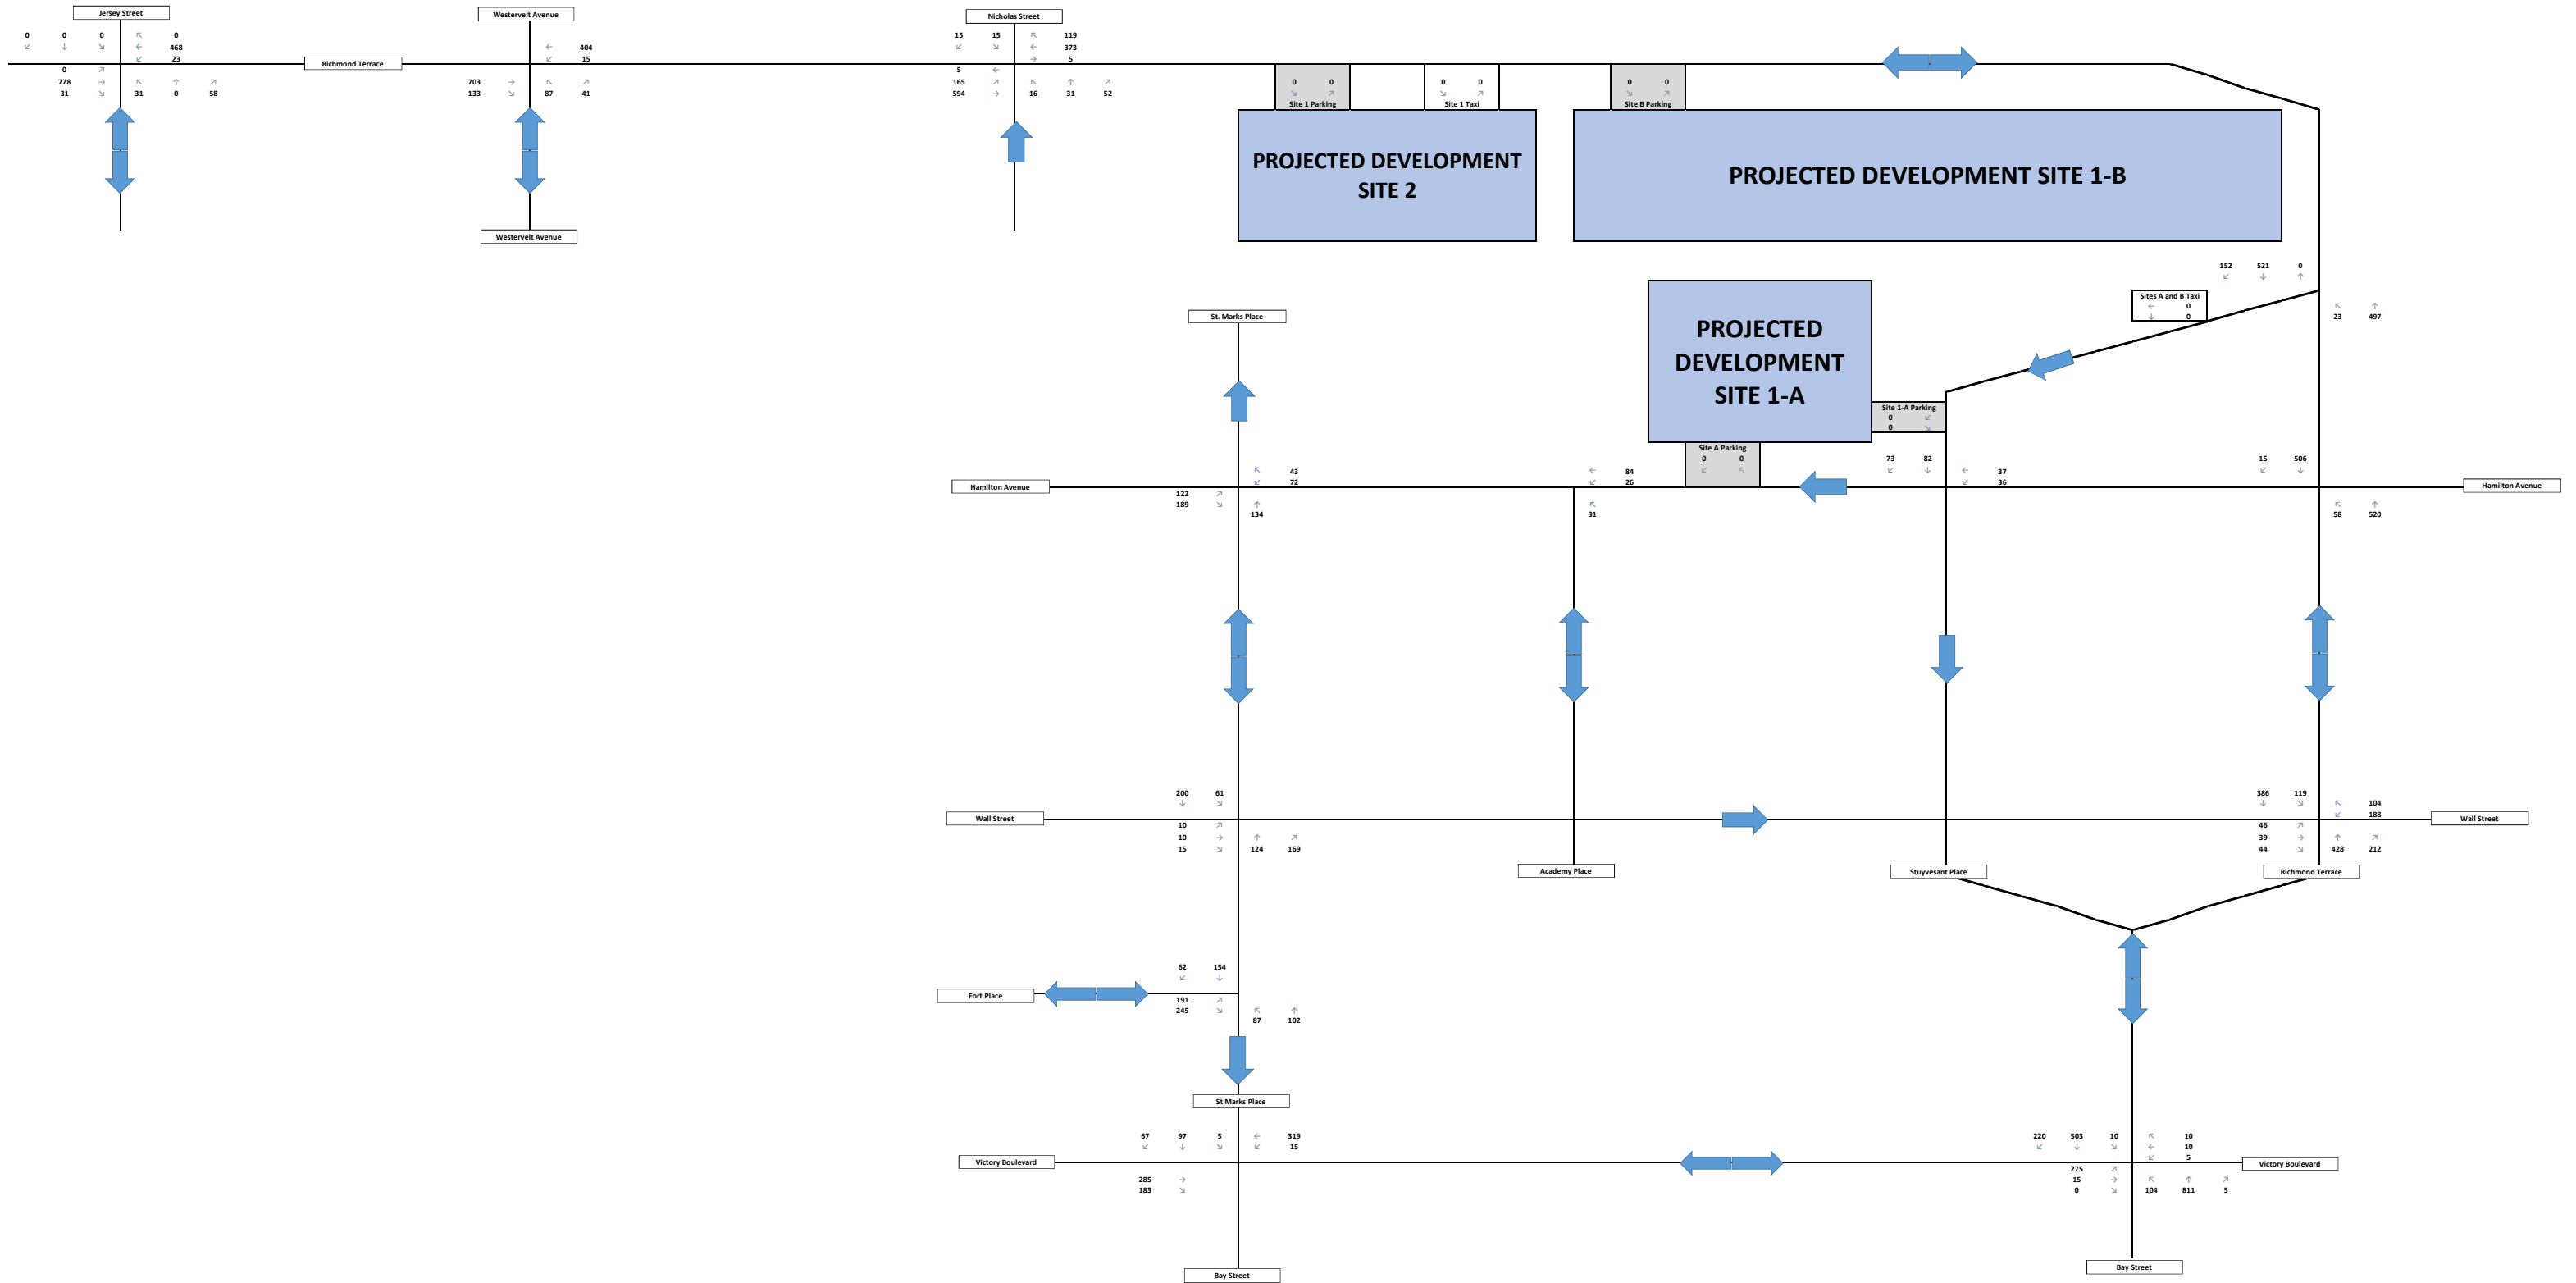 Jersey Street
Westervelt Avenue
Nicholas Street
0 0 0 ↖ 0
↙ ↓ ↘ ← 468
↙ 23
0 ↗
778 → ↖ ↑ ↗
31 ↘ 31 0 58
Richmond Terrace
← 404
↙ 15
703 → ↖ ↗
133 ↘ 87 41
Westervelt Avenue
15 15 ↖ 119
↙ ↘ ← 373
→ 5
5 ←
165 ↗ ↖ ↑ ↗
594 → 16 31 52
0 0
↘ ↗
Site 1 Parking
0 0
↘ ↗
Site 1 Taxi
0 0
↘ ↗
Site B Parking
PROJECTED DEVELOPMENT
SITE 2
PROJECTED DEVELOPMENT SITE 1-B
152 521 0
↙ ↓ ↑
Sites A and B Taxi
← 0
↓ 0
↖ ↑
23 497
St. Marks Place
PROJECTED
DEVELOPMENT
SITE 1-A
Site 1-A Parking
0 ↙
0 ↘
Site A Parking
0 0
↙ ↖
Hamilton Avenue
↖ 43
↙ 72
122 ↗
189 ↘ ↑
134
← 84
↙ 26
↖
31
73 82 ← 37
↙ ↓ ↙ 36
15 506
↙ ↓
↖ ↑
58 520
Hamilton Avenue
200 61
↓ ↘
Wall Street
10 ↗
10 → ↑ ↗
15 ↘ 124 169
386 119 ↖ 104
↓ ↘ ↙ 188
46 ↗
39 → ↑ ↗
44 ↘ 428 212
Wall Street
Academy Place
Stuyvesant Place
Richmond Terrace
62 154
↙ ↓
Fort Place
191 ↗
245 ↘ ↖ ↑
87 102
St Marks Place
67 97 5 ← 319
↙ ↓ ↘ ↙ 15
Victory Boulevard
285 →
183 ↘
220 503 10 ↖ 10
↙ ↓ ↘ ← 10
↙ 5
275 ↗
15 → ↖ ↑ ↗
0 ↘ 104 811 5
Victory Boulevard
Bay Street
Bay Street